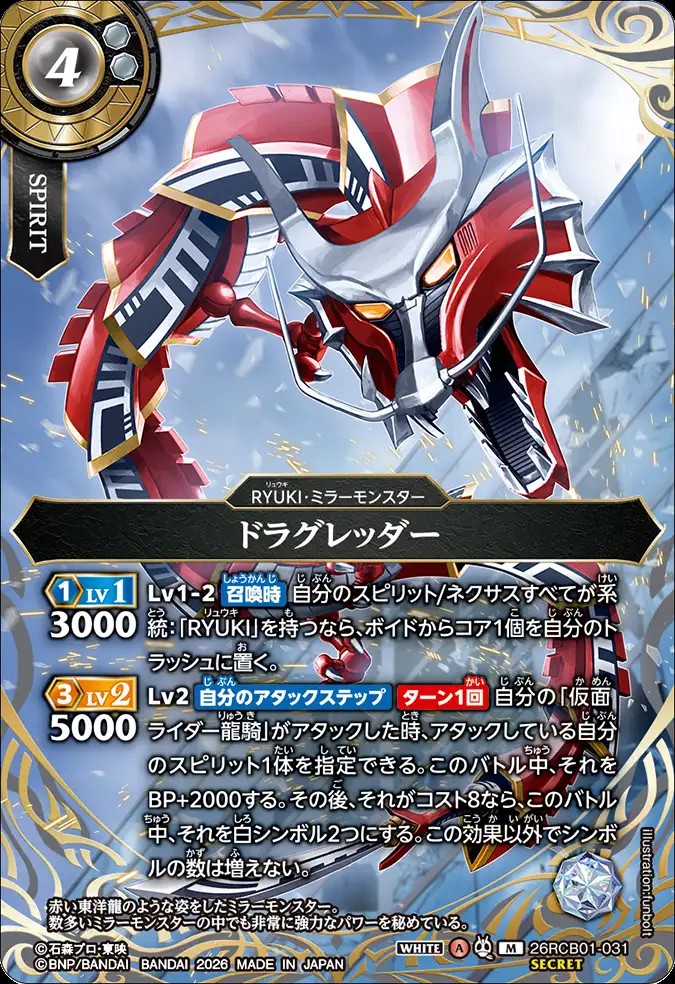 4
SPIRIT
リュウキ
RYUKI・ミラーモンスター
ドラグレッダー
1 LV1
3000
Lv1-2 召喚時 自分のスピリット/ネクサスすべてが系
統:「RYUKI」を持つなら、ボイドからコア1個を自分のト
ラッシュに置く。
3 LV2
5000
Lv2 自分のアタックステップ ターン1回 自分の「仮面
ライダー龍騎」がアタックした時、アタックしている自分
のスピリット1体を指定できる。このバトル中、それを
BP+2000する。その後、それがコスト8なら、このバトル
中、それを白シンボル2つにする。この効果以外でシンボ
ルの数は増えない。
illustration:funbolt
赤い東洋龍のような姿をしたミラーモンスター。
数多いミラーモンスターの中でも非常に強力なパワーを秘めている。
©石森プロ・東映
©BNP/BANDAI BANDAI 2026 MADE IN JAPAN
WHITE A M 26RCB01-031
SECRET